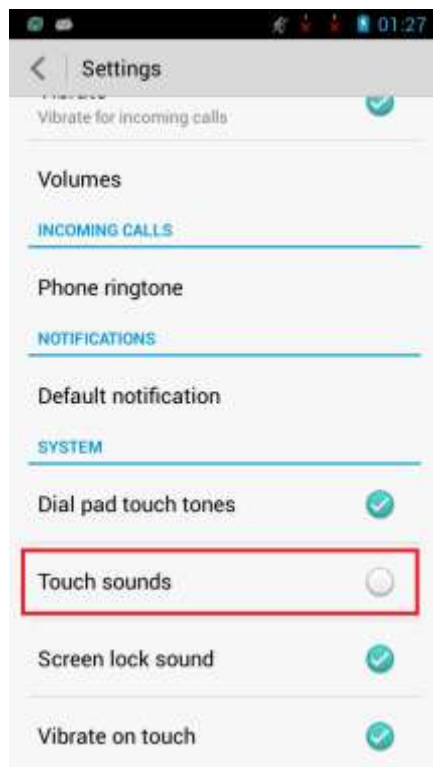 01:27
Settings
Vibrate for incoming calls
Volumes
INCOMING CALLS
Phone ringtone
NOTIFICATIONS
Default notification
SYSTEM
Dial pad touch tones
Touch sounds
Screen lock sound
Vibrate on touch